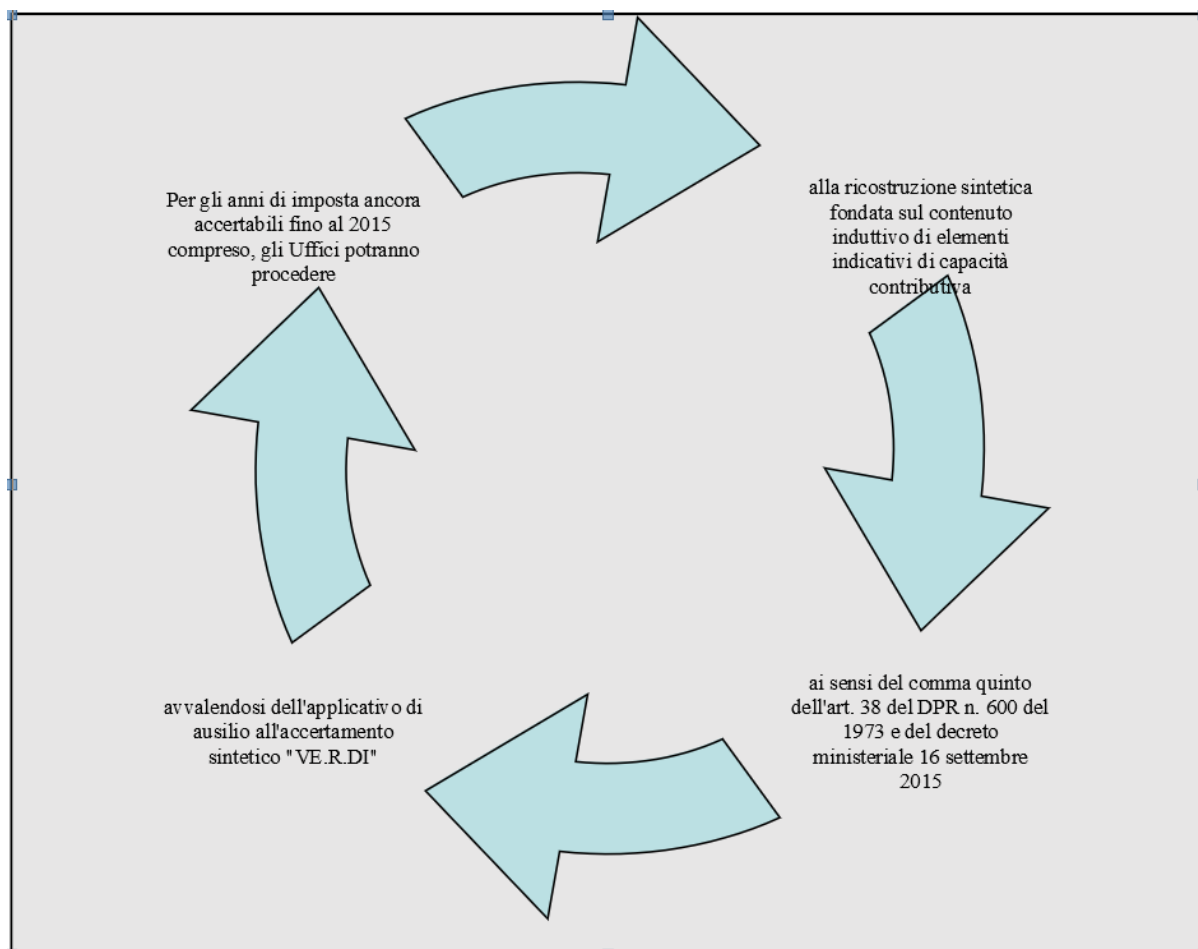 Per gli anni di imposta ancora
accertabili fino al 2015
compreso, gli Uffici potranno
procedere
alla ricostruzione sintetica
fondata sul contenuto
induttivo di elementi
indicativi di capacità
contributiva
ai sensi del comma quinto
dell'art. 38 del DPR n. 600 del
1973 e del decreto
ministeriale 16 settembre
2015
avvalendosi dell'applicativo di
ausilio all'accertamento
sintetico "VE.R.DI"